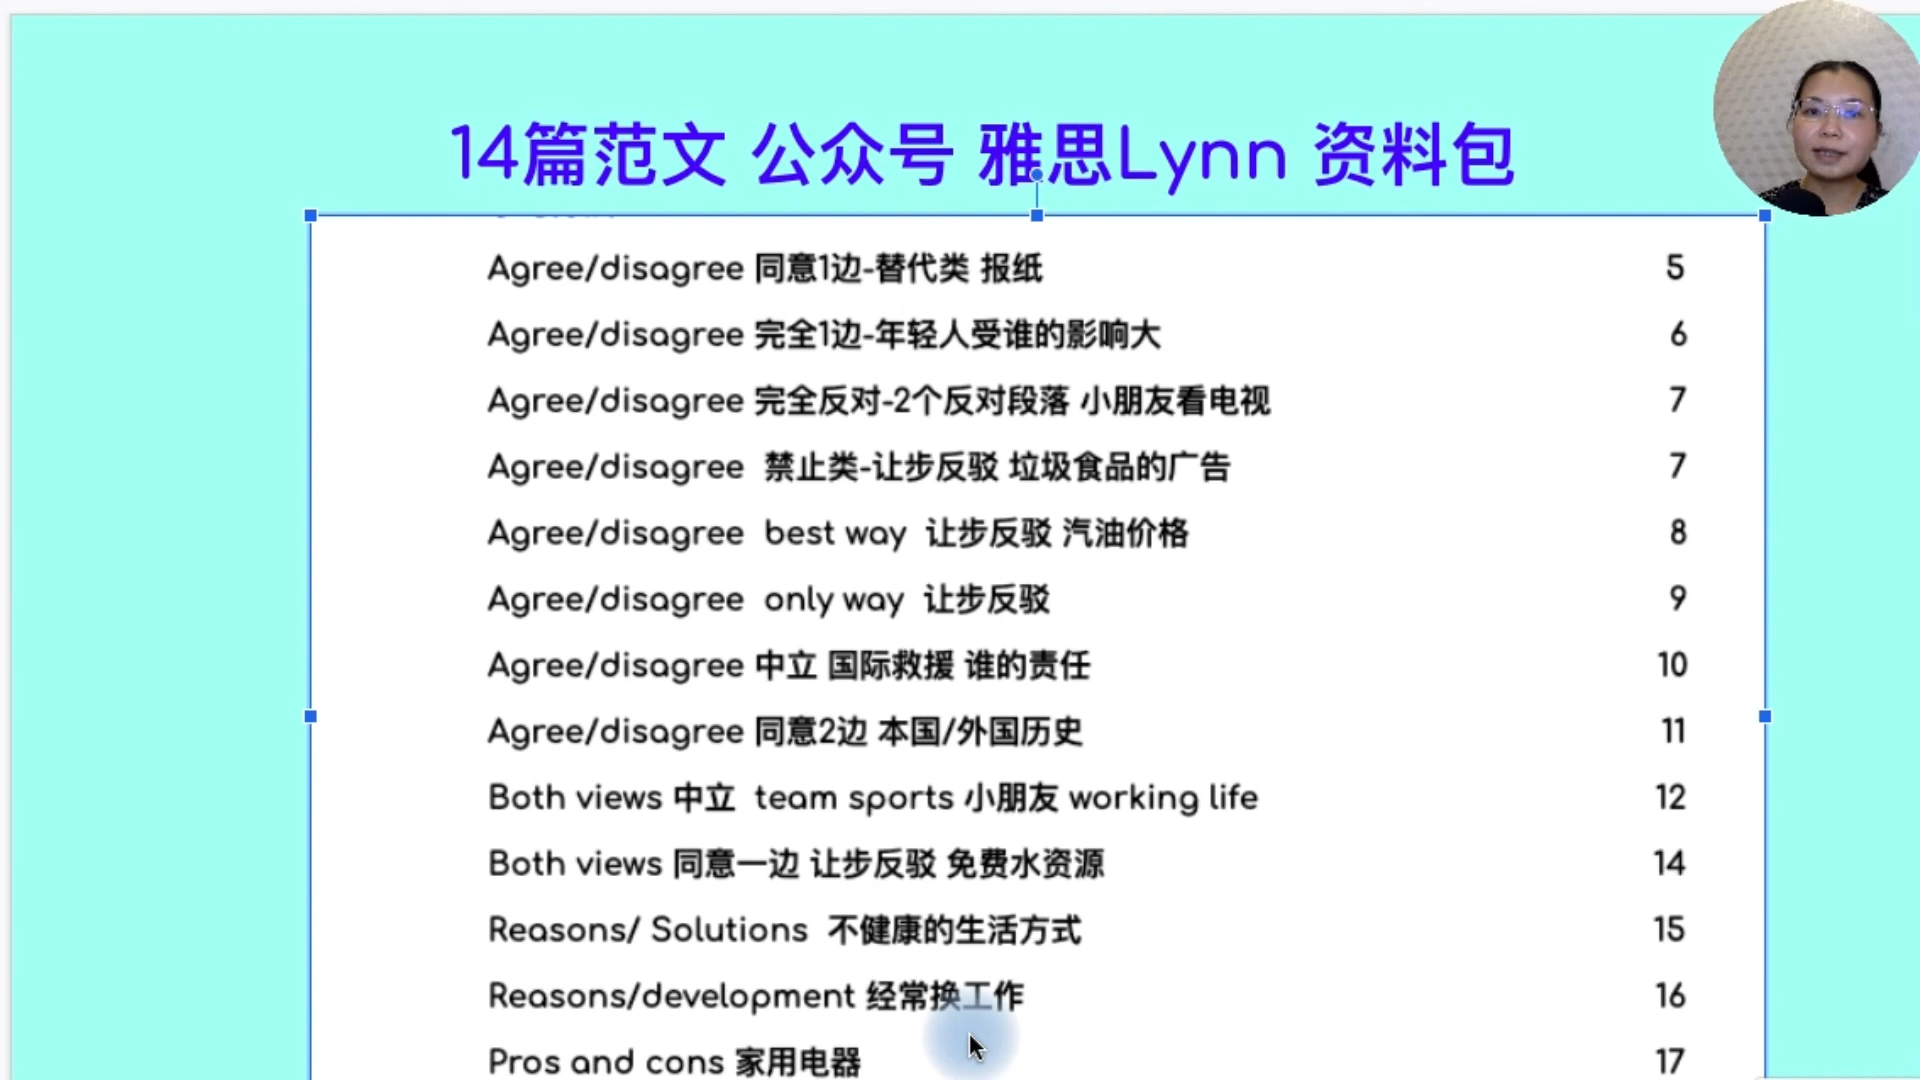 14篇范文 公众号 雅思Lynn 资料包
Agree/disagree 同意1边-替代类 报纸 5
Agree/disagree 完全1边-年轻人受谁的影响大 6
Agree/disagree 完全反对-2个反对段落 小朋友看电视 7
Agree/disagree 禁止类-让步反驳 垃圾食品的广告 7
Agree/disagree best way 让步反驳 汽油价格 8
Agree/disagree only way 让步反驳 9
Agree/disagree 中立 国际救援 谁的责任 10
Agree/disagree 同意2边 本国/外国历史 11
Both views 中立 team sports 小朋友 working life 12
Both views 同意一边 让步反驳 免费水资源 14
Reasons/ Solutions 不健康的生活方式 15
Reasons/development 经常换工作 16
Pros and cons 家用电器 17